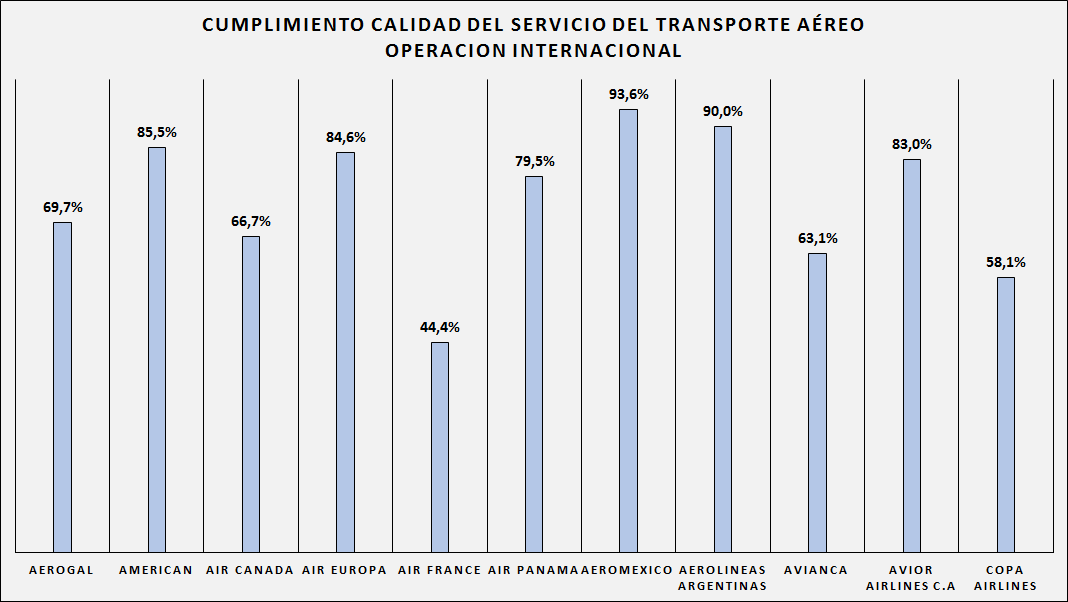 CUMPLIMIENTO CALIDAD DEL SERVICIO DEL TRANSPORTE AÉREO
OPERACION INTERNACIONAL
69,7%
85,5%
66,7%
84,6%
44,4%
79,5%
93,6%
90,0%
63,1%
83,0%
58,1%
AEROGAL
AMERICAN
AIR CANADA
AIR EUROPA
AIR FRANCE
AIR PANAMA
AEROMEXICO
AEROLINEAS
ARGENTINAS
AVIANCA
AVIOR
AIRLINES C.A
COPA
AIRLINES